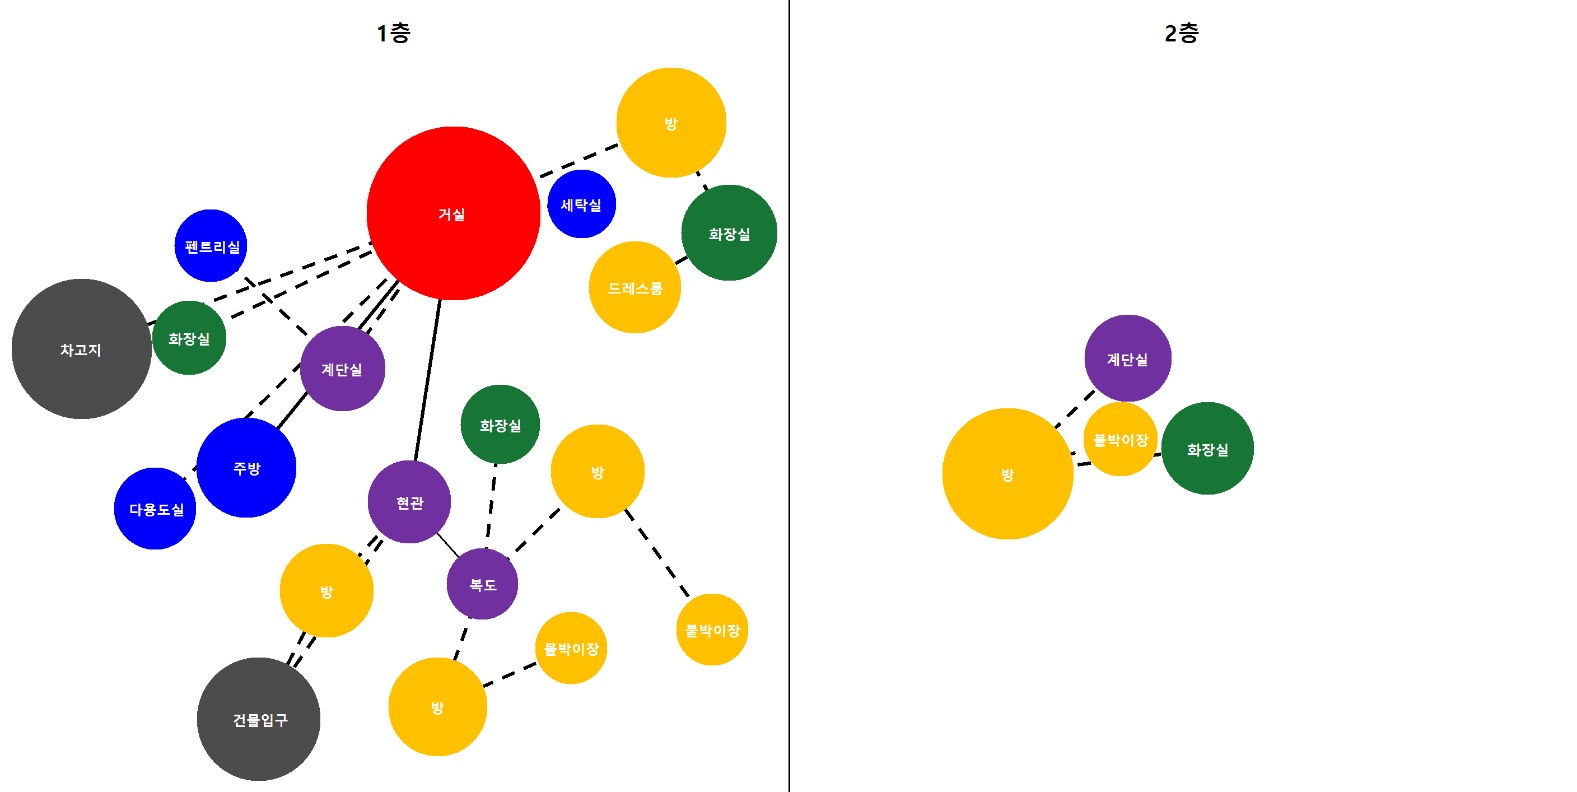 1층
2층
방
세탁실
거실
화장실
펜트리실
드레스룸
화장실
차고지
계단실
화장실
주방
방
현관
다용도실
복도
방
붙박이장
불박이장
건물입구
방
계단실
붙박이장
화장실
방